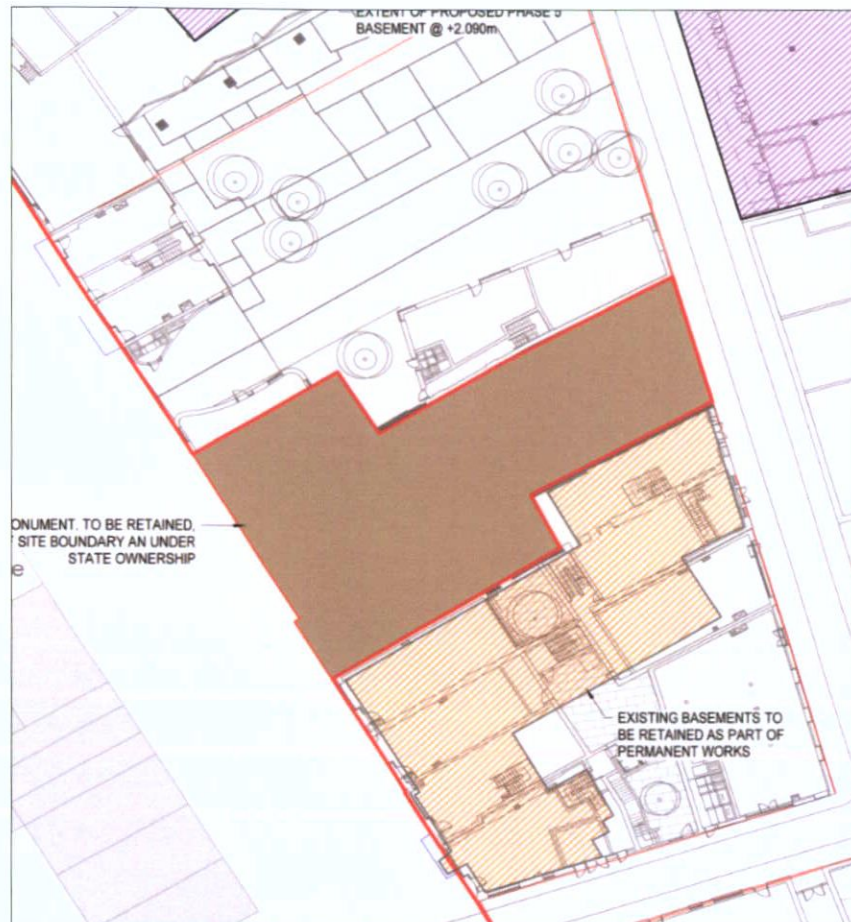 EXTENT OF PROPOSED PHASE 5
BASEMENT @ +2.090m
ONUMENT. TO BE RETAINED,
SITE BOUNDARY AN UNDER
STATE OWNERSHIP
e
EXISTING BASEMENTS TO
BE RETAINED AS PART OF
PERMANENT WORKS